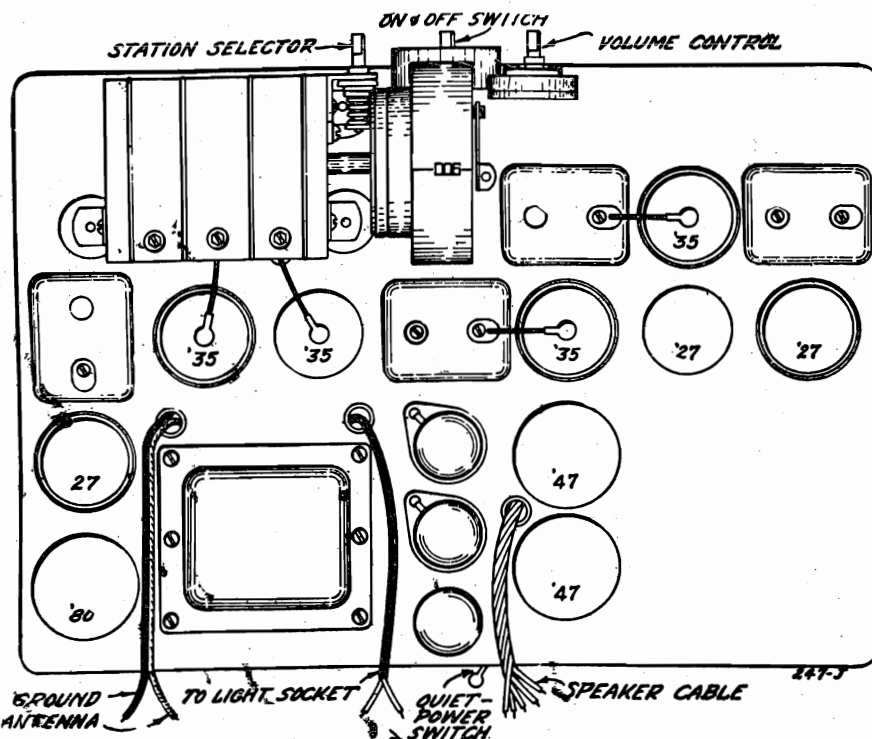 ON & OFF SWITCH
STATION SELECTOR
VOLUME CONTROL
'35
'35
'35
'35
'27
'27
27
'47
'47
'80
247-J
GROUND
ANTENNA
TO LIGHT SOCKET
QUIET-
POWER
SWITCH
SPEAKER CABLE